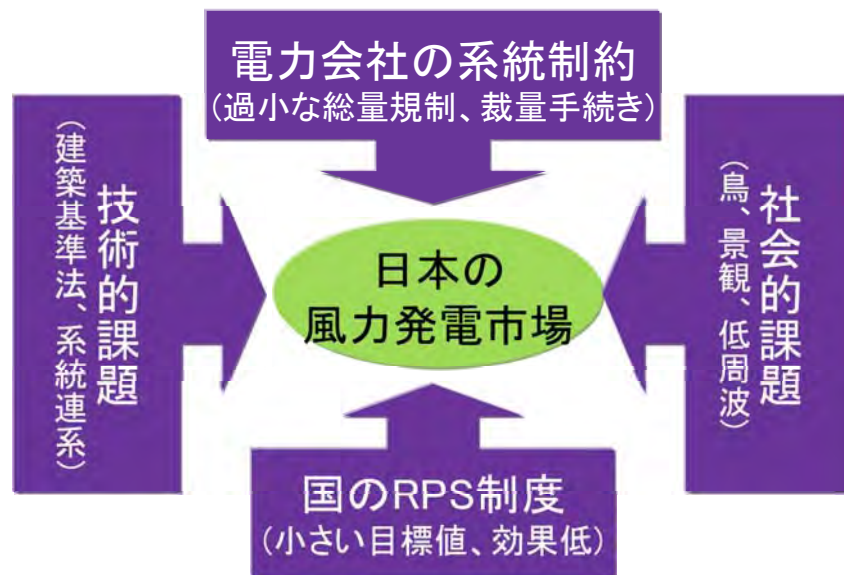 電力会社の系統制約
(過小な総量規制、裁量手続き)
技術的課題
(建築基準法、系統連系)
日本の
風力発電市場
社会的課題
(鳥、景観、低周波)
国のRPS制度
(小さい目標値、効果低)